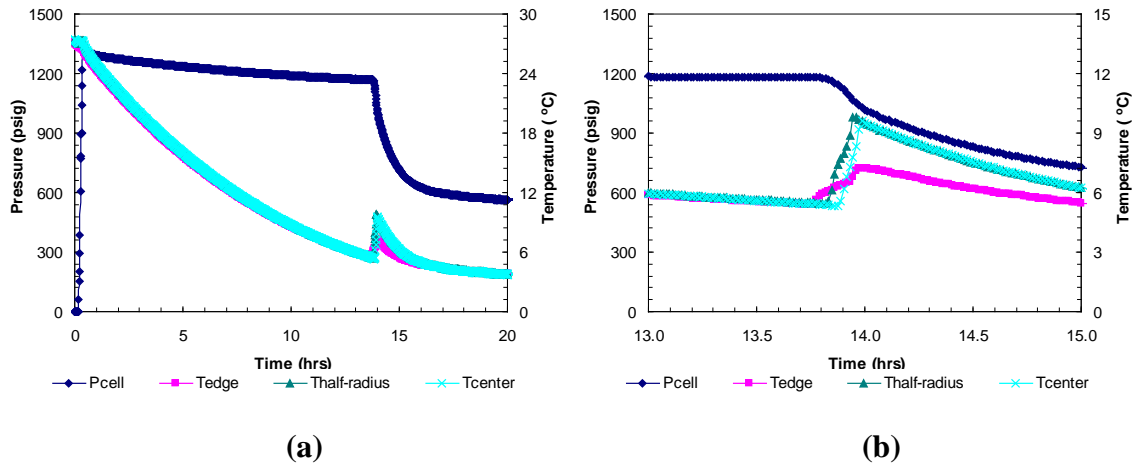 1500
1200
900
600
300
0
Pressure (psig)
30
24
18
12
6
0
Temperature ( °C)
0 5 10 15 20
Time (hrs)
Pcell Tedge Thalf-radius Tcenter
(a)
1500
1200
900
600
300
0
Pressure (psig)
15
12
9
6
3
0
Temperature ( °C)
13.0 13.5 14.0 14.5 15.0
Time (hrs)
Pcell Tedge Thalf-radius Tcenter
(b)